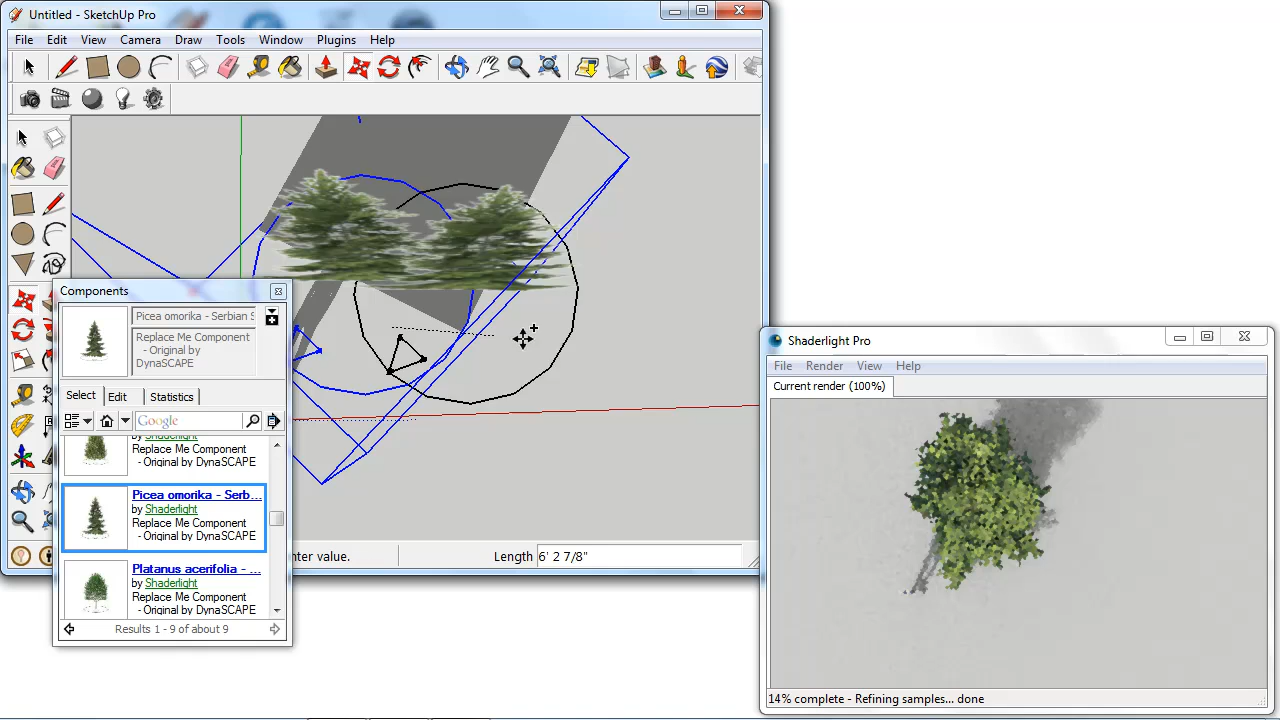 Untitled - SketchUp Pro
File Edit View Camera Draw Tools Window Plugins Help
Components
Picea omorika - Serbian S
Replace Me Component
- Original by
DynaSCAPE
Select Edit Statistics
Google
by Shaderlight
Replace Me Component
- Original by DynaSCAPE
Picea omorika - Serb...
by Shaderlight
Replace Me Component
- Original by DynaSCAPE
Platanus acerifolia - ...
by Shaderlight
Replace Me Component
- Original by DynaSCAPE
Results 1 - 9 of about 9
nter value.
Length 6' 2 7/8"
Shaderlight Pro
File Render View Help
Current render (100%)
14% complete - Refining samples... done